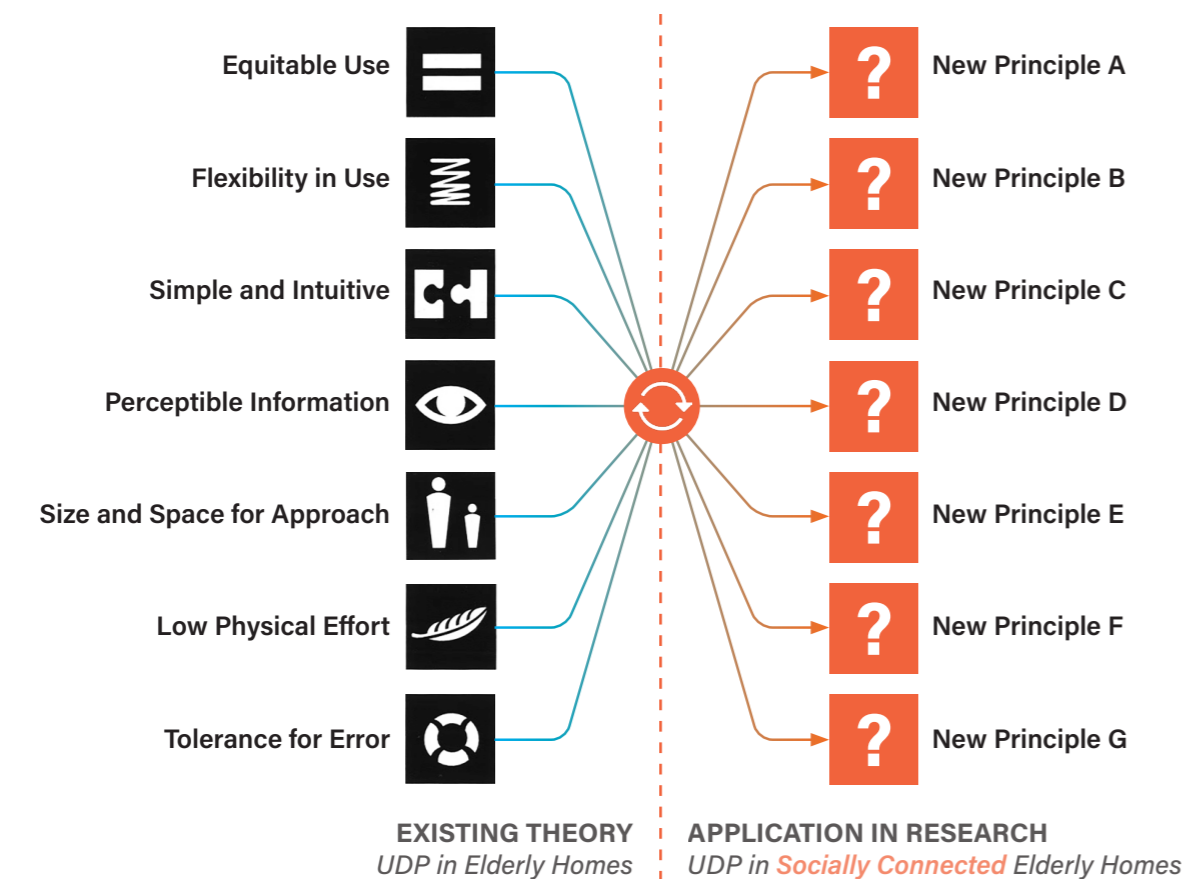 Equitable Use
? New Principle A
Flexibility in Use
? New Principle B
Simple and Intuitive
? New Principle C
Perceptible Information
? New Principle D
Size and Space for Approach
? New Principle E
Low Physical Effort
? New Principle F
Tolerance for Error
? New Principle G
EXISTING THEORY
UDP in Elderly Homes
APPLICATION IN RESEARCH
UDP in Socially Connected Elderly Homes